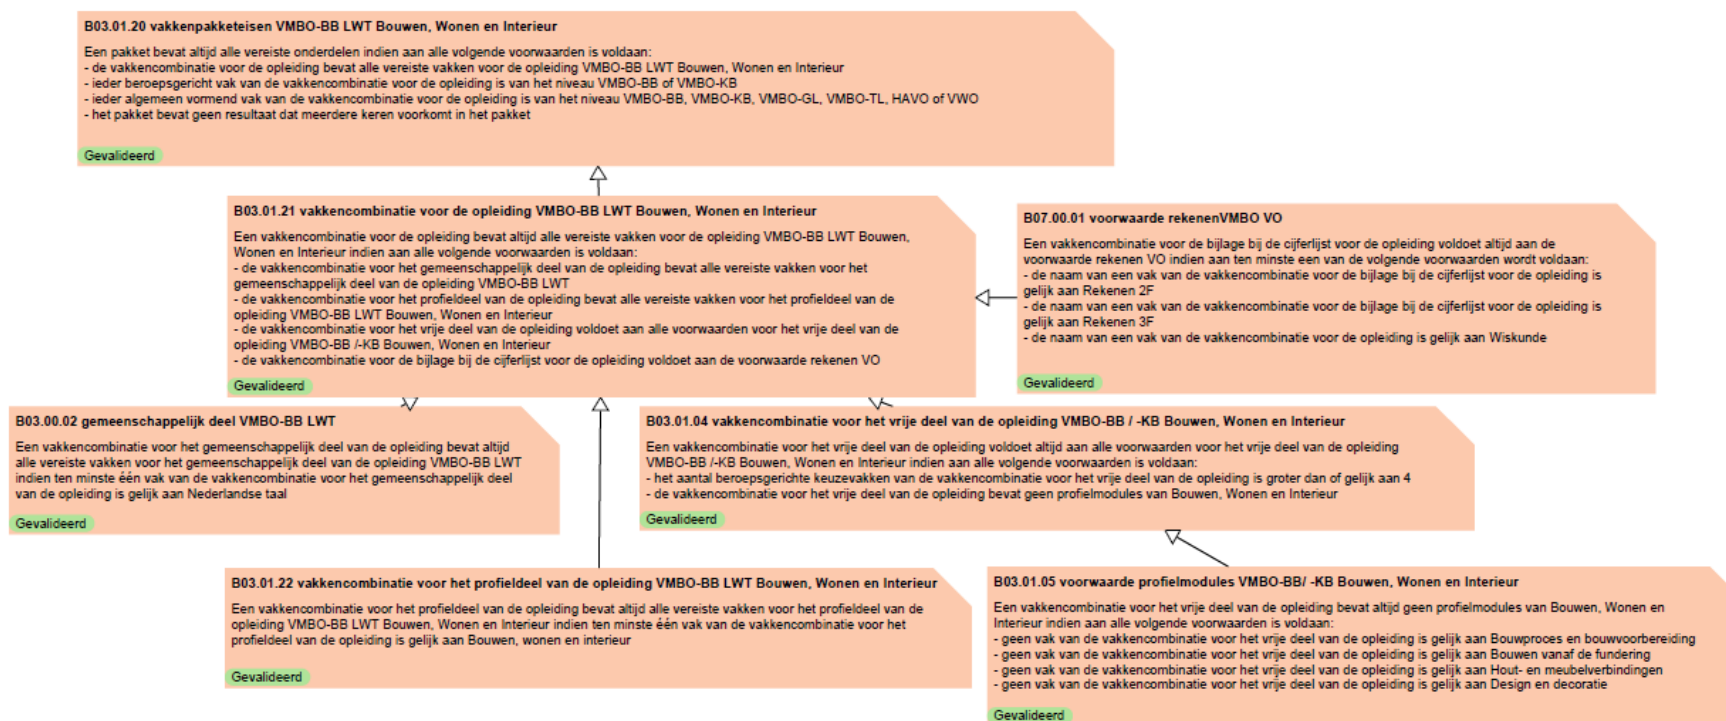 B03.01.20 vakkenpakketeisen VMBO-BB LWT Bouwen, Wonen en Interieur
Een pakket bevat altijd alle vereiste onderdelen indien aan alle volgende voorwaarden is voldaan:
- de vakkencombinatie voor de opleiding bevat alle vereiste vakken voor de opleiding VMBO-BB LWT Bouwen, Wonen en Interieur
- ieder beroepsgericht vak van de vakkencombinatie voor de opleiding is van het niveau VMBO-BB of VMBO-KB
- ieder algemeen vormend vak van de vakkencombinatie voor de opleiding is van het niveau VMBO-BB, VMBO-KB, VMBO-GL, VMBO-TL, HAVO of VWO
- het pakket bevat geen resultaat dat meerdere keren voorkomt in het pakket
Gevalideerd
B03.01.21 vakkencombinatie voor de opleiding VMBO-BB LWT Bouwen, Wonen en Interieur
Een vakkencombinatie voor de opleiding bevat altijd alle vereiste vakken voor de opleiding VMBO-BB LWT Bouwen,
Wonen en Interieur indien aan alle volgende voorwaarden is voldaan:
- de vakkencombinatie voor het gemeenschappelijk deel van de opleiding bevat alle vereiste vakken voor het
gemeenschappelijk deel van de opleiding VMBO-BB LWT
- de vakkencombinatie voor het profieldeel van de opleiding bevat alle vereiste vakken voor het profieldeel van de
opleiding VMBO-BB LWT Bouwen, Wonen en Interieur
- de vakkencombinatie voor het vrije deel van de opleiding voldoet aan alle voorwaarden voor het vrije deel van de
opleiding VMBO-BB /-KB Bouwen, Wonen en Interieur
- de vakkencombinatie voor de bijlage bij de cijferlijst voor de opleiding voldoet aan de voorwaarde rekenen VO
Gevalideerd
B07.00.01 voorwaarde rekenenVMBO VO
Een vakkencombinatie voor de bijlage bij de cijferlijst voor de opleiding voldoet altijd aan de
voorwaarde rekenen VO indien aan ten minste een van de volgende voorwaarden wordt voldaan:
- de naam van een vak van de vakkencombinatie voor de bijlage bij de cijferlijst voor de opleiding is
gelijk aan Rekenen 2F
- de naam van een vak van de vakkencombinatie voor de bijlage bij de cijferlijst voor de opleiding is
gelijk aan Rekenen 3F
- de naam van een vak van de vakkencombinatie voor de opleiding is gelijk aan Wiskunde
Gevalideerd
B03.00.02 gemeenschappelijk deel VMBO-BB LWT
Een vakkencombinatie voor het gemeenschappelijk deel van de opleiding bevat altijd
alle vereiste vakken voor het gemeenschappelijk deel van de opleiding VMBO-BB LWT
indien ten minste één vak van de vakkencombinatie voor het gemeenschappelijk deel
van de opleiding is gelijk aan Nederlandse taal
Gevalideerd
B03.01.04 vakkencombinatie voor het vrije deel van de opleiding VMBO-BB / -KB Bouwen, Wonen en Interieur
Een vakkencombinatie voor het vrije deel van de opleiding voldoet altijd aan alle voorwaarden voor het vrije deel van de opleiding
VMBO-BB /-KB Bouwen, Wonen en Interieur indien aan alle volgende voorwaarden is voldaan:
- het aantal beroepsgerichte keuzevakken van de vakkencombinatie voor het vrije deel van de opleiding is groter dan of gelijk aan 4
- de vakkencombinatie voor het vrije deel van de opleiding bevat geen profielmodules van Bouwen, Wonen en Interieur
Gevalideerd
B03.01.22 vakkencombinatie voor het profieldeel van de opleiding VMBO-BB LWT Bouwen, Wonen en Interieur
Een vakkencombinatie voor het profieldeel van de opleiding bevat altijd alle vereiste vakken voor het profieldeel van de
opleiding VMBO-BB LWT Bouwen, Wonen en Interieur indien ten minste één vak van de vakkencombinatie voor het
profieldeel van de opleiding is gelijk aan Bouwen, wonen en interieur
Gevalideerd
B03.01.05 voorwaarde profielmodules VMBO-BB/ -KB Bouwen, Wonen en Interieur
Een vakkencombinatie voor het vrije deel van de opleiding bevat altijd geen profielmodules van Bouwen, Wonen en
Interieur indien aan alle volgende voorwaarden is voldaan:
- geen vak van de vakkencombinatie voor het vrije deel van de opleiding is gelijk aan Bouwproces en bouwvoorbereiding
- geen vak van de vakkencombinatie voor het vrije deel van de opleiding is gelijk aan Bouwen vanaf de fundering
- geen vak van de vakkencombinatie voor het vrije deel van de opleiding is gelijk aan Hout- en meubelverbindingen
- geen vak van de vakkencombinatie voor het vrije deel van de opleiding is gelijk aan Design en decoratie
Gevalideerd